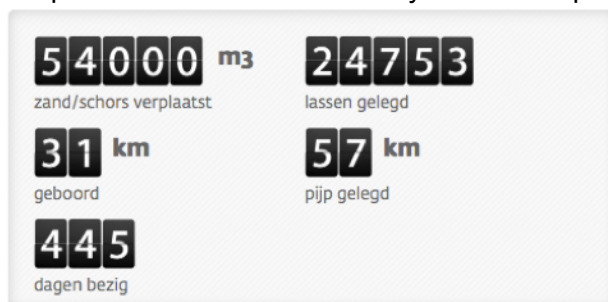 54000 m3
zand/schors verplaatst
24753
lassen gelegd
31 km
geboord
57 km
pijp gelegd
445
dagen bezig